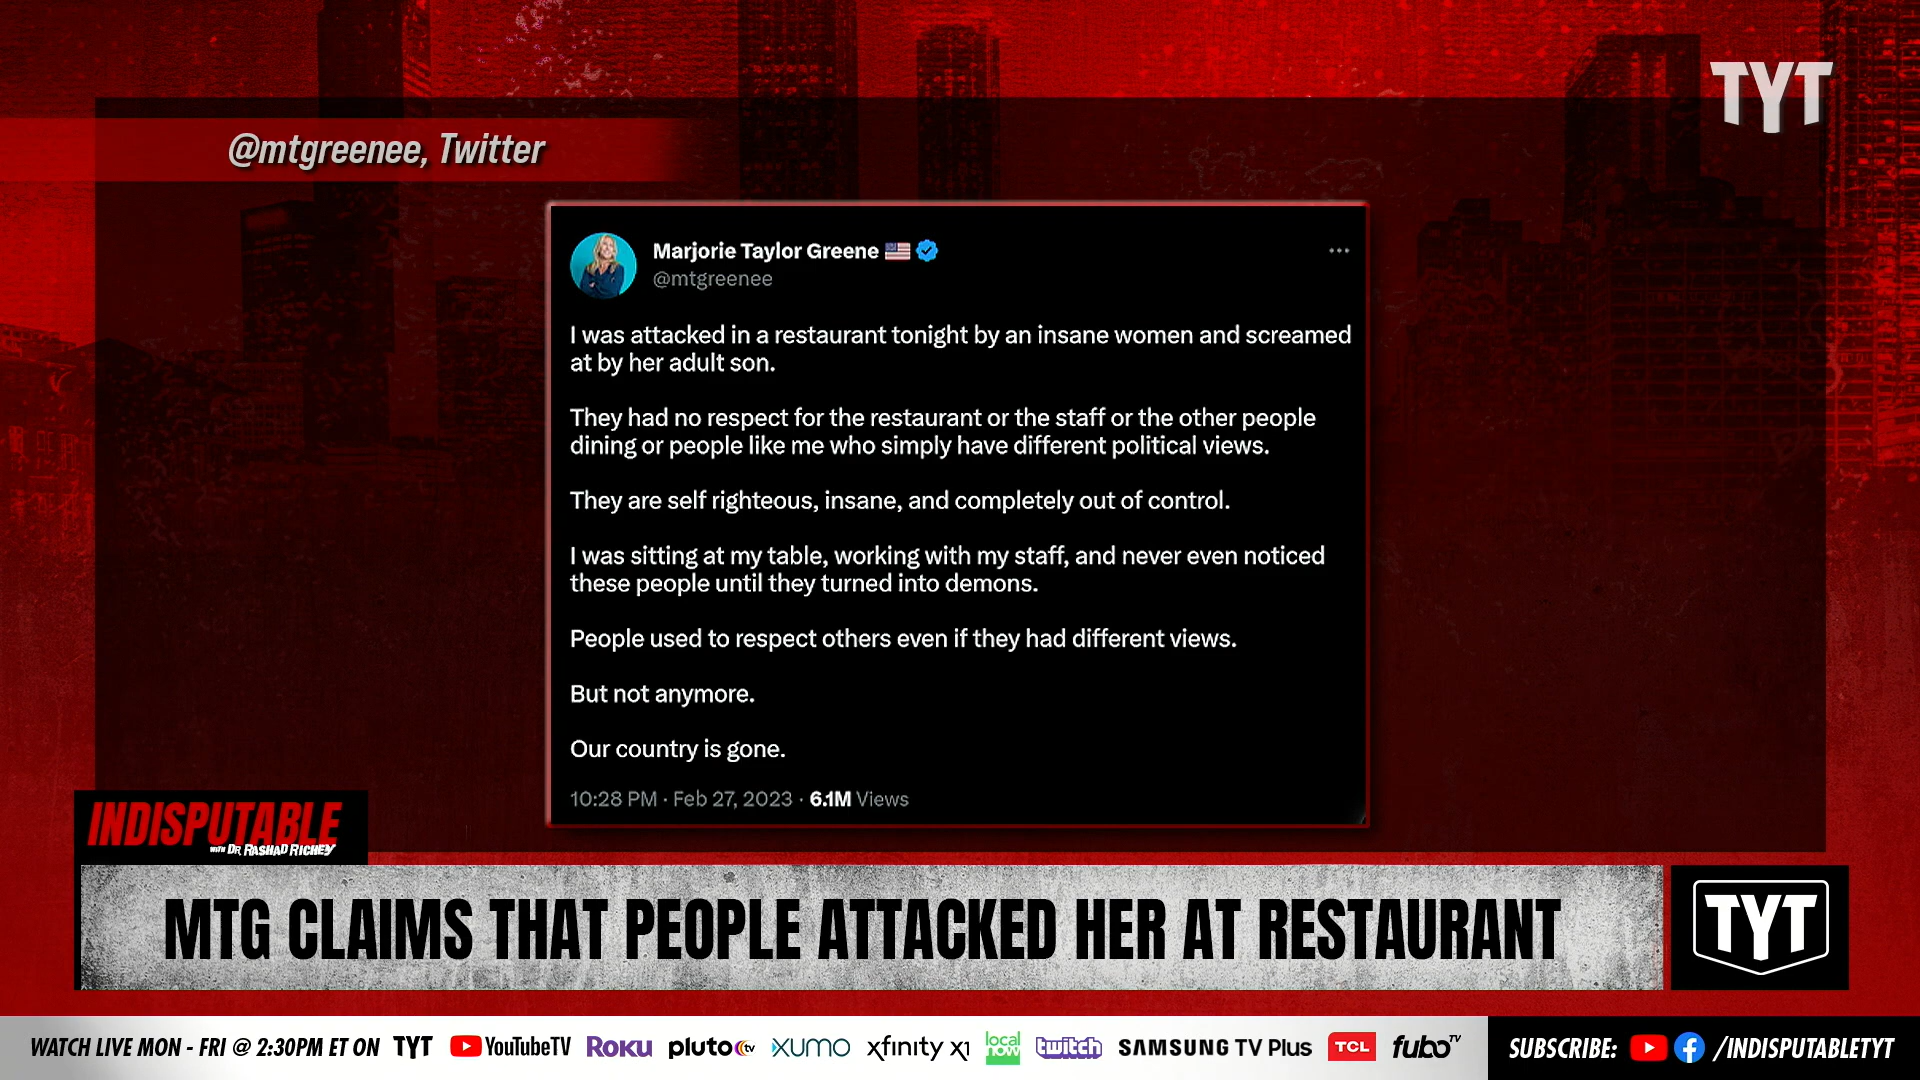 TYT
@mtgreenee, Twitter
Marjorie Taylor Greene
@mtgreenee
I was attacked in a restaurant tonight by an insane women and screamed
at by her adult son.
They had no respect for the restaurant or the staff or the other people
dining or people like me who simply have different political views.
They are self righteous, insane, and completely out of control.
I was sitting at my table, working with my staff, and never even noticed
these people until they turned into demons.
People used to respect others even if they had different views.
But not anymore.
Our country is gone.
10:28 PM · Feb 27, 2023 · 6.1M Views
INDISPUTABLE
WITH DR RASHAD RICHEY
MTG CLAIMS THAT PEOPLE ATTACKED HER AT RESTAURANT
TYT
WATCH LIVE MON - FRI @ 2:30PM ET ON TYT YouTubeTV ROKU pluto tv XUMO xfinity x1 local now twitch SAMSUNG TV Plus TCL fubo TV SUBSCRIBE: /INDISPUTABLETYT